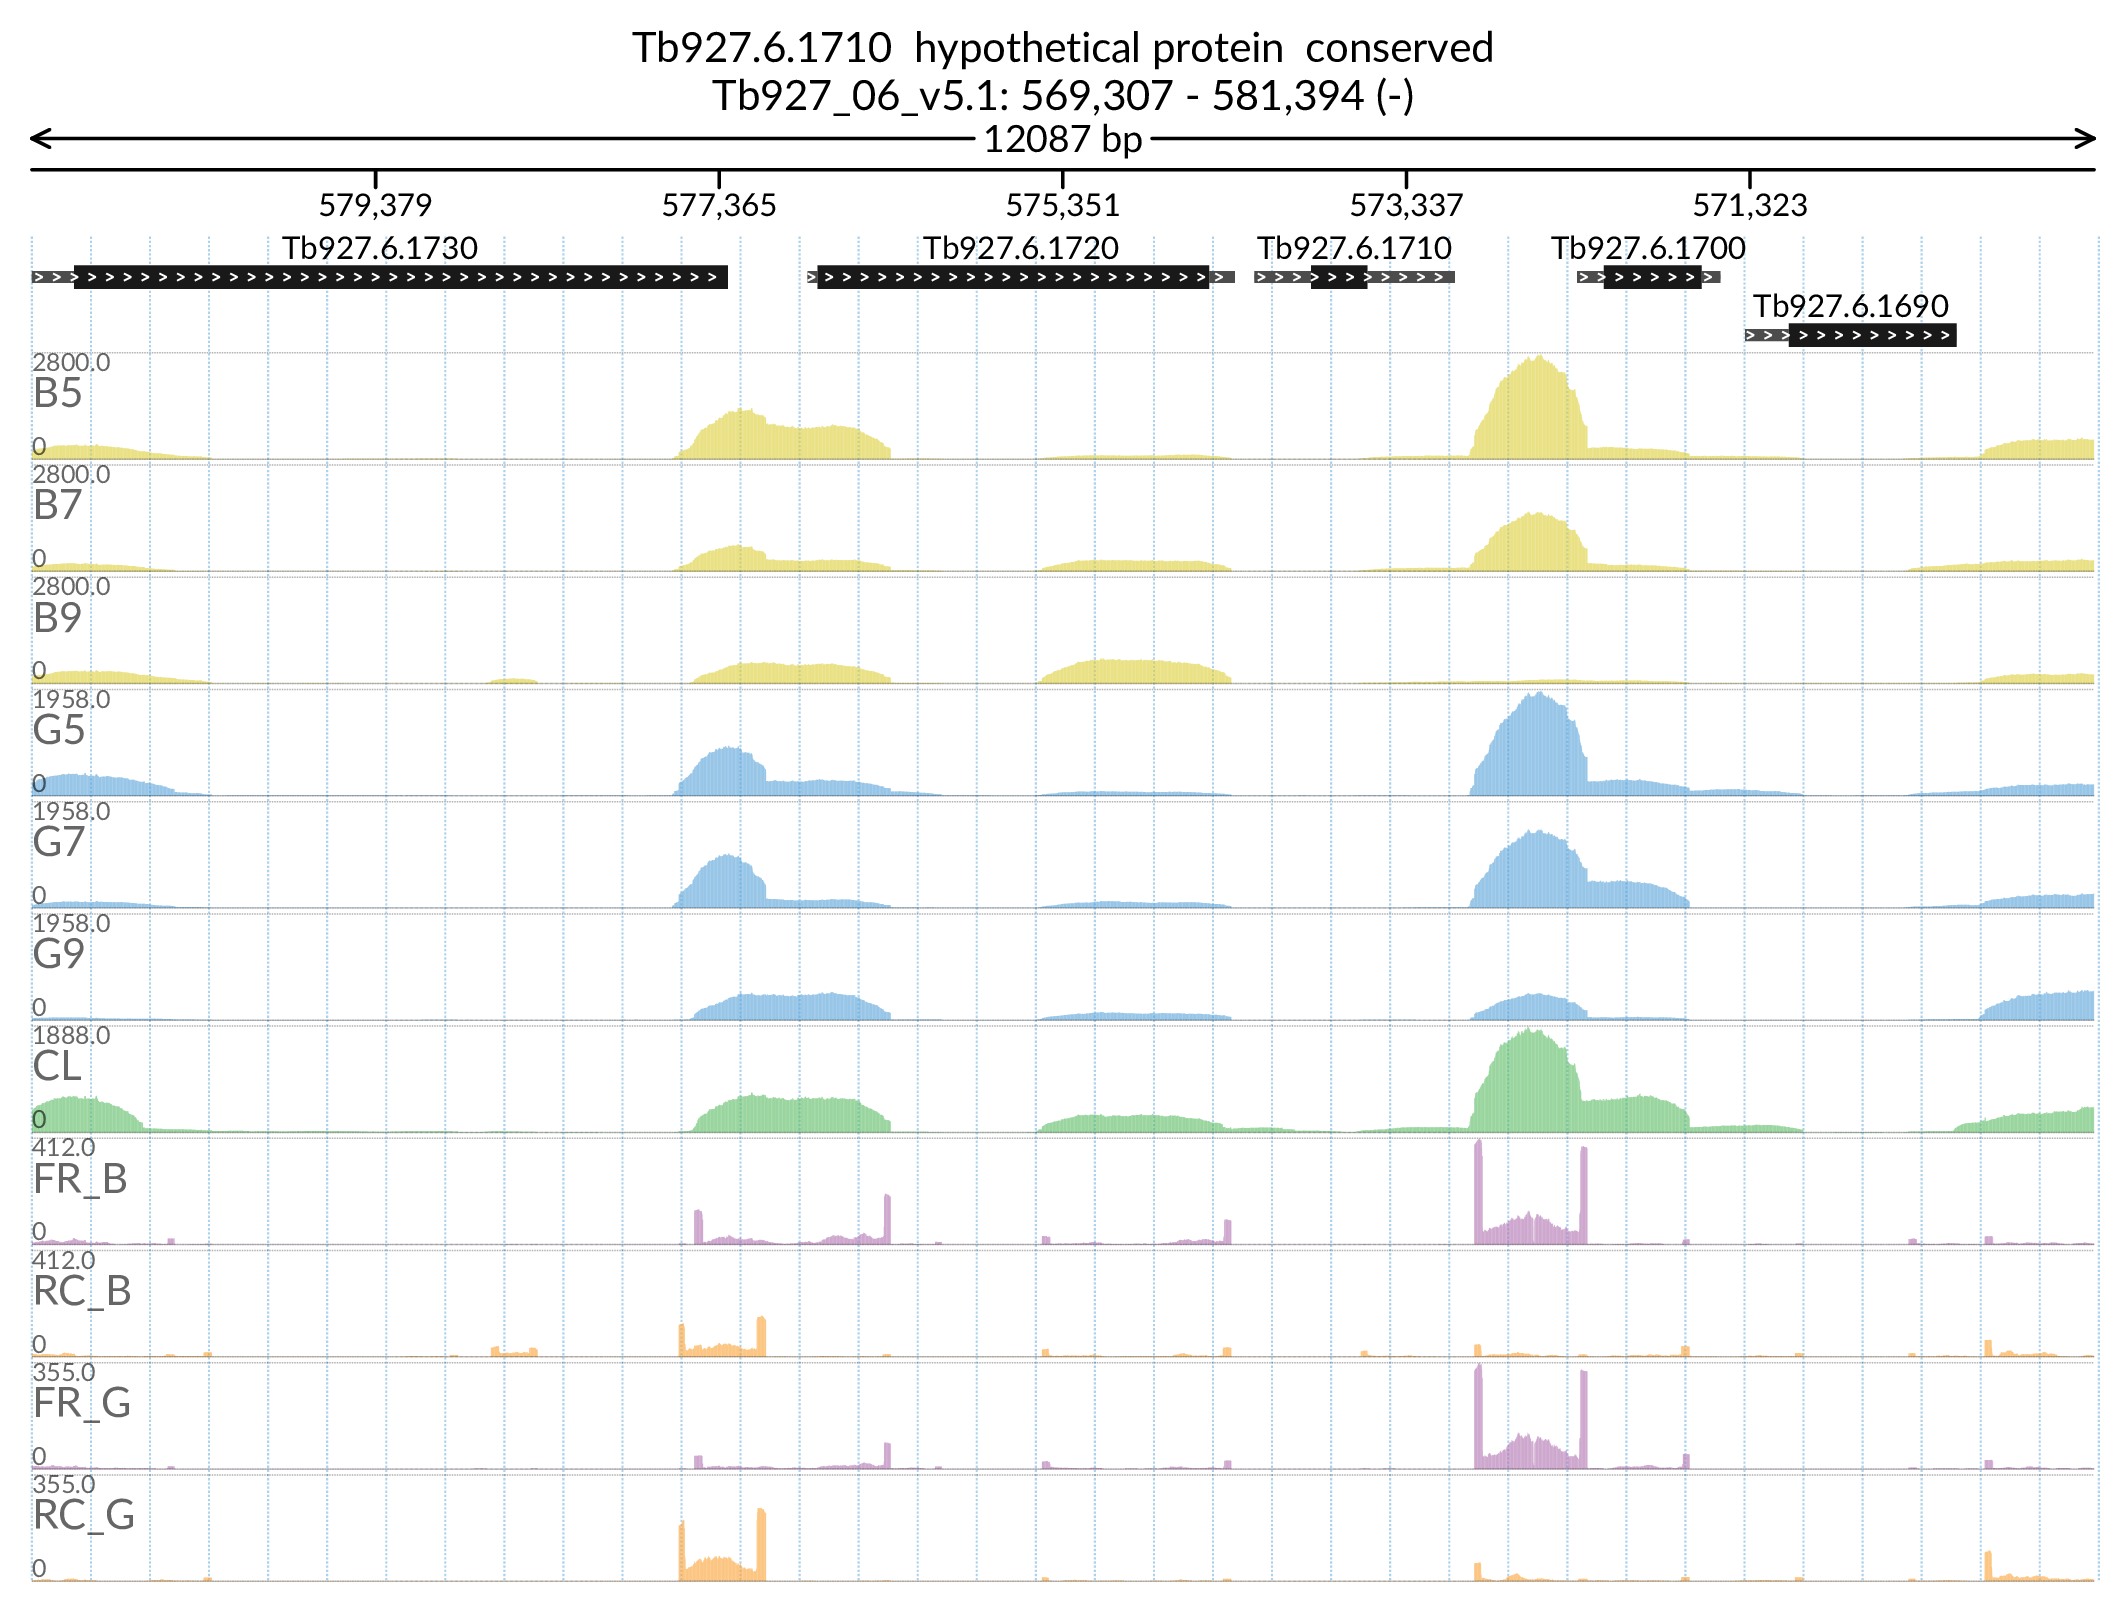 Tb927.6.1710  hypothetical protein  conserved
Tb927_06_v5.1: 569,307 - 581,394 (-)
12087 bp
579,379 577,365 575,351 573,337 571,323
Tb927.6.1730 Tb927.6.1720 Tb927.6.1710 Tb927.6.1700
Tb927.6.1690
2800.0
B5
0
2800.0
B7
0
2800.0
B9
0
1958.0
G5
0
1958.0
G7
0
1958.0
G9
0
1888.0
CL
0
412.0
FR_B
0
412.0
RC_B
0
355.0
FR_G
0
355.0
RC_G
0